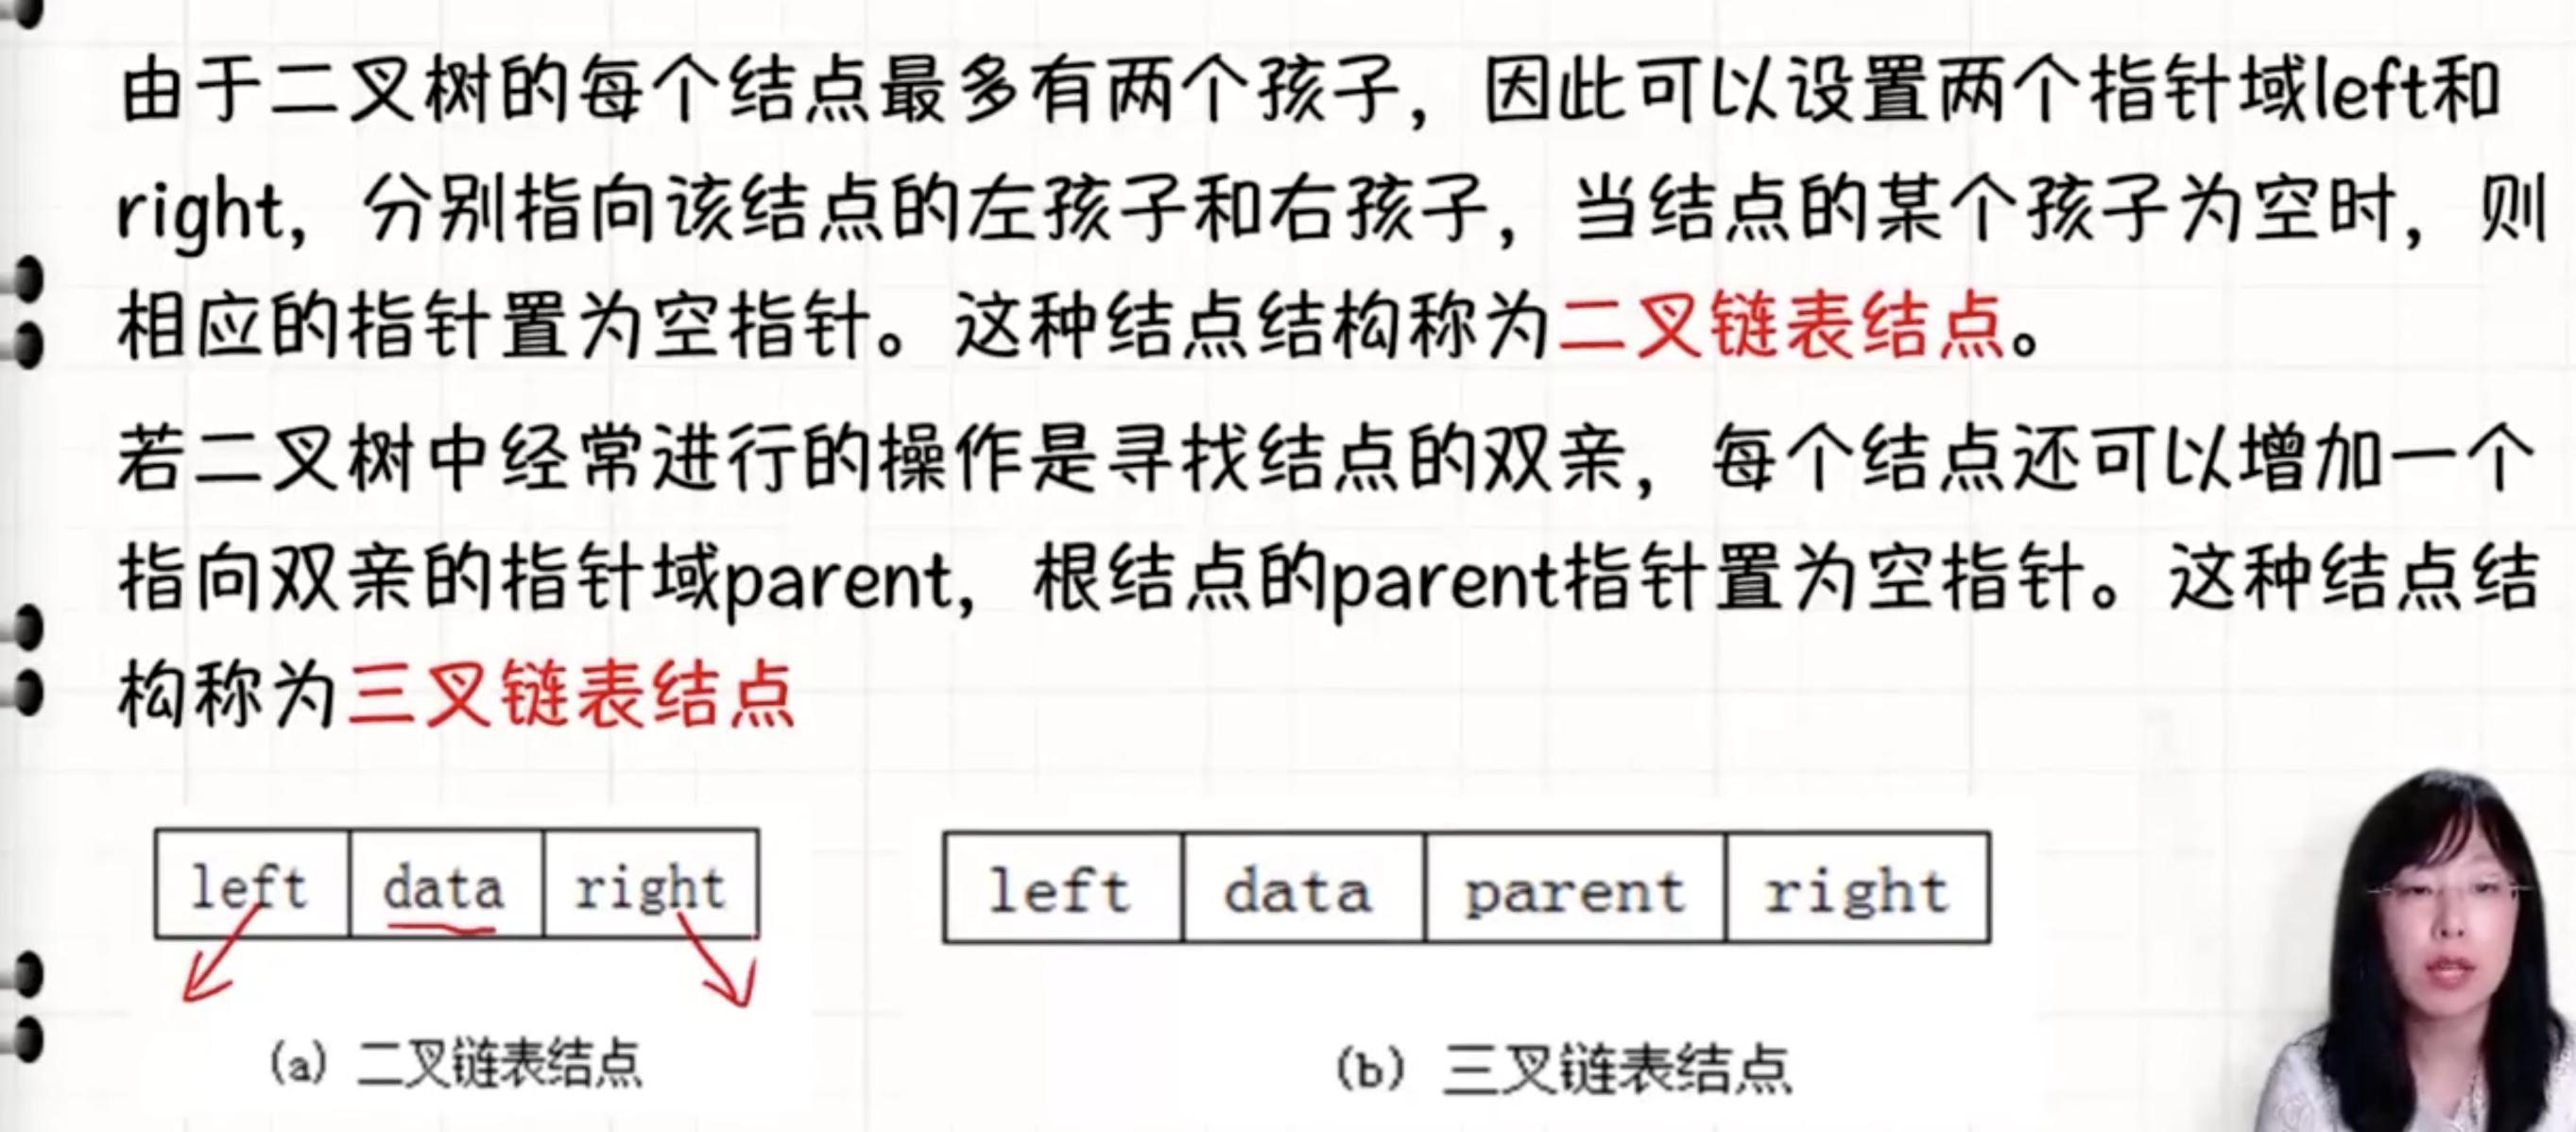 由于二叉树的每个结点最多有两个孩子，因此可以设置两个指针域left和
right，分别指向该结点的左孩子和右孩子，当结点的某个孩子为空时，则
相应的指针置为空指针。这种结点结构称为二叉链表结点。
若二叉树中经常进行的操作是寻找结点的双亲，每个结点还可以增加一个
指向双亲的指针域parent，根结点的parent指针置为空指针。这种结点结
构称为三叉链表结点
left data right
left data parent right
(a) 二叉链表结点
(b) 三叉链表结点